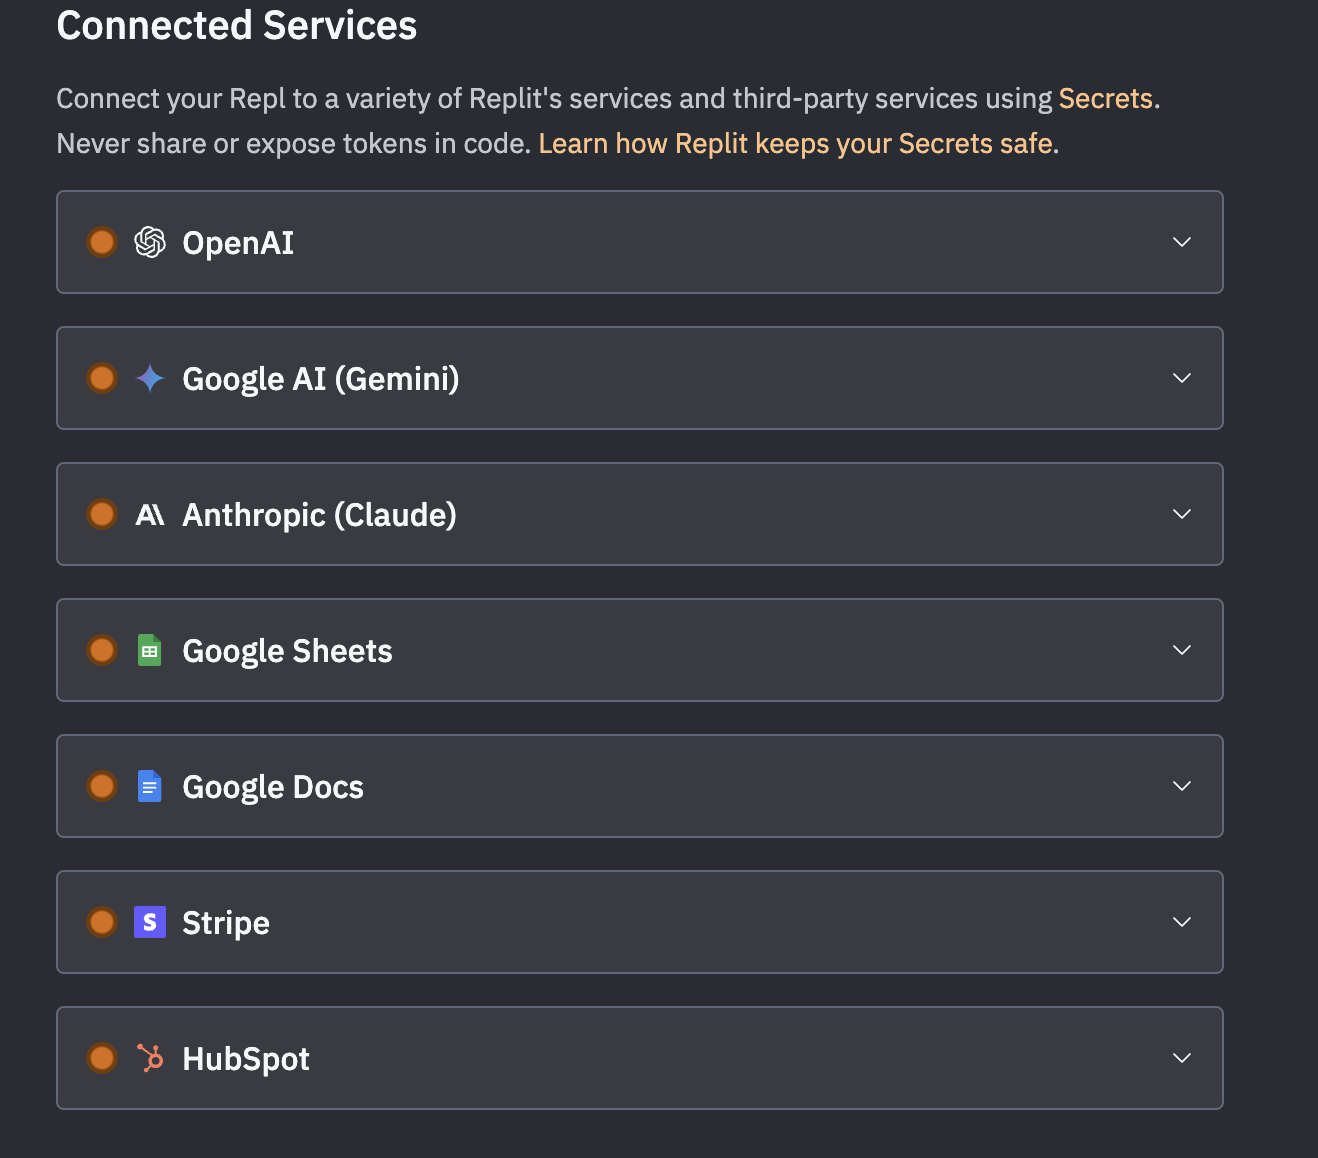 Connected Services
Connect your Repl to a variety of Replit's services and third-party services using Secrets.
Never share or expose tokens in code. Learn how Replit keeps your Secrets safe.
OpenAI
Google AI (Gemini)
Anthropic (Claude)
Google Sheets
Google Docs
Stripe
HubSpot